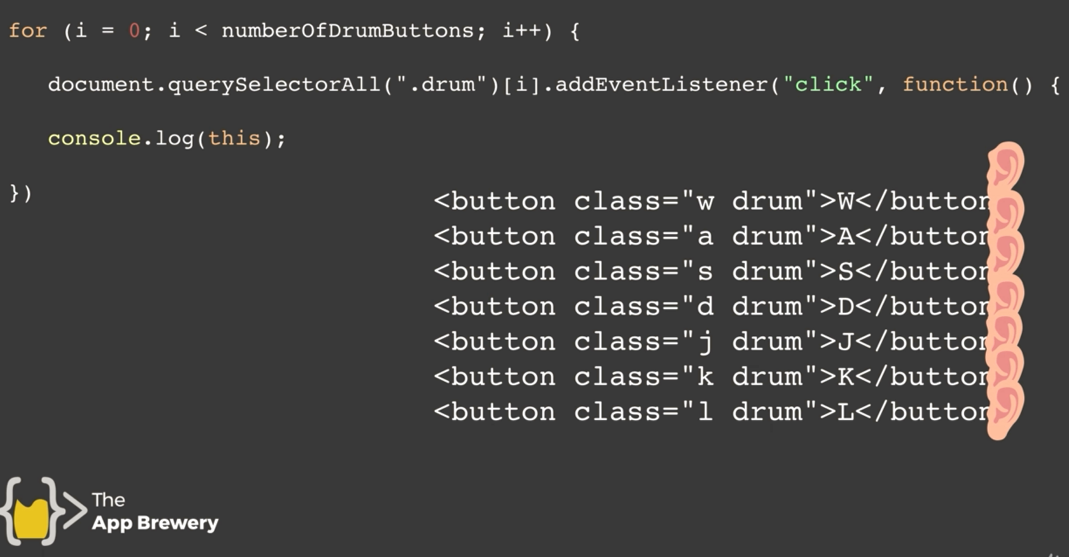 for (i = 0; i < numberOfDrumButtons; i++) {
document.querySelectorAll(".drum")[i].addEventListener("click", function() {
console.log(this);
})
<button class="w drum">W</button
<button class="a drum">A</button
<button class="s drum">S</button
<button class="d drum">D</button
<button class="j drum">J</button
<button class="k drum">K</button
<button class="l drum">L</button
The
App Brewery